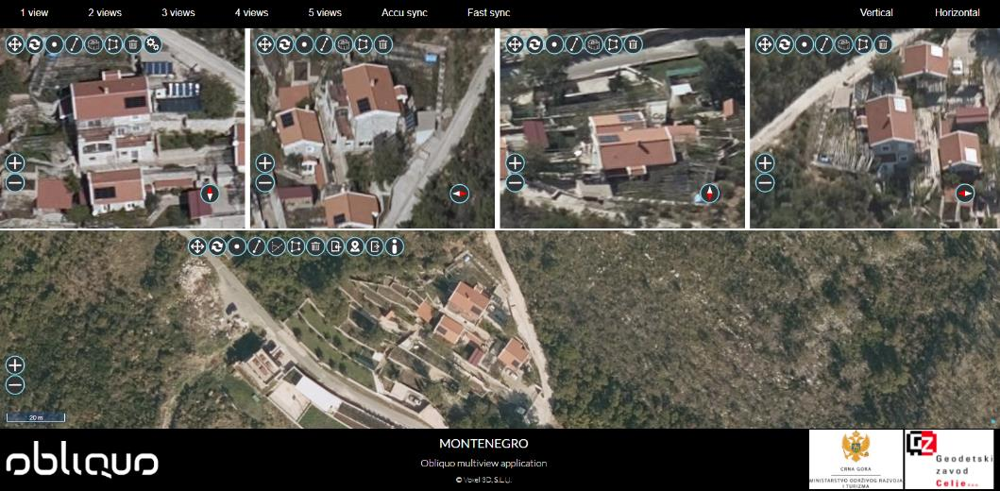 1 view 2 views 3 views 4 views 5 views Accu sync Fast sync Vertical Horizontal
20 m
obliquo
MONTENEGRO
Obliquo multiview application
© Voxel 3D, S.L.U.
CRNA GORA
MINISTARSTVO ODRŽIVOG RAZVOJA
I TURIZMA
GZ
Geodetski
zavod
Celje d.o.o.